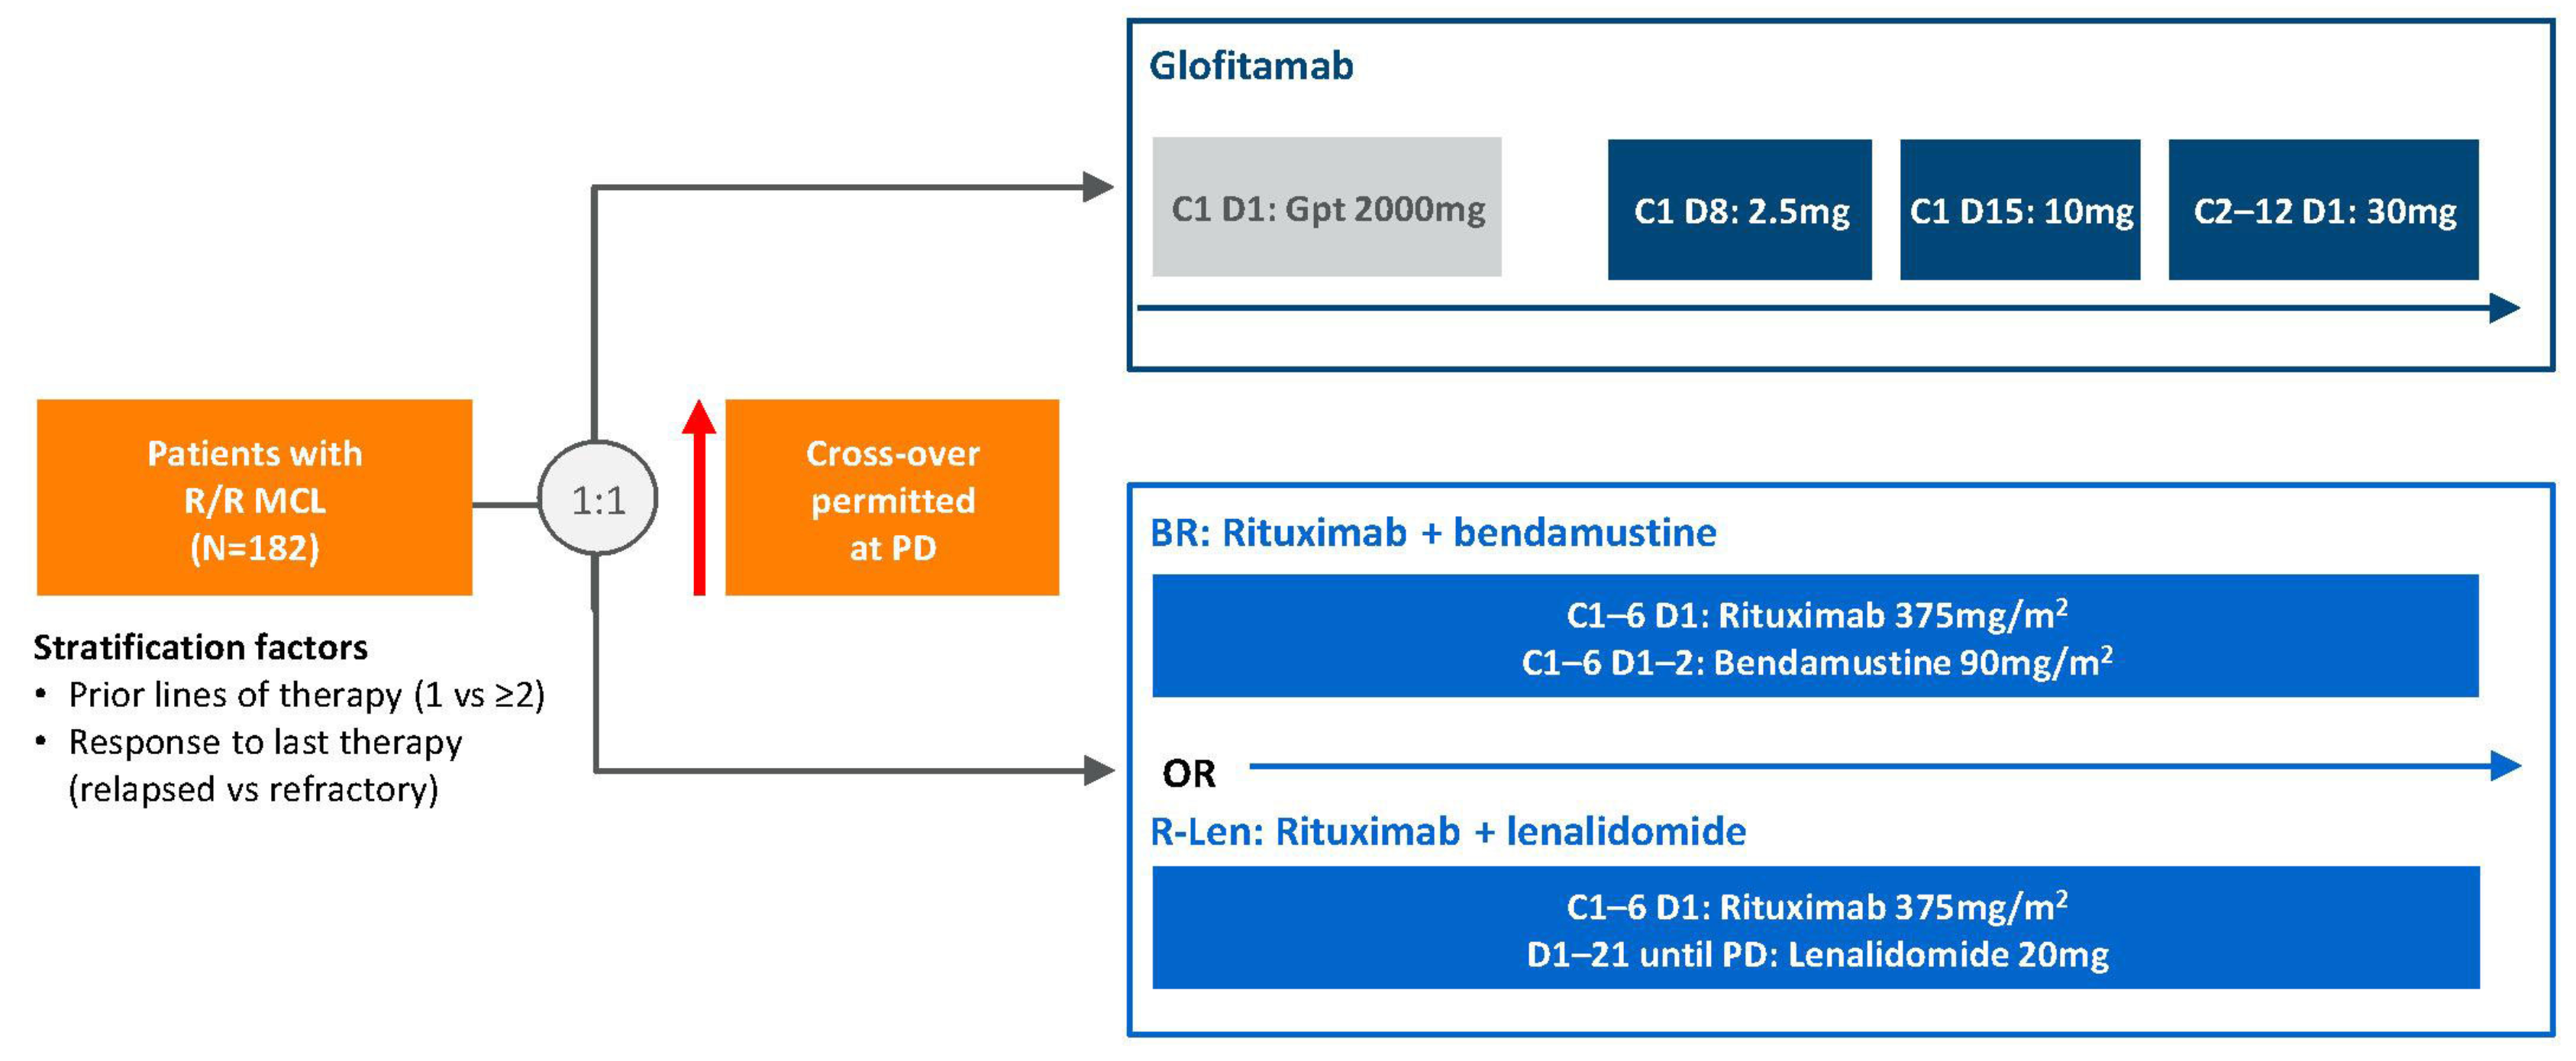 Glofitamab
C1 D1: Gpt 2000mg
C1 D8: 2.5mg
C1 D15: 10mg
C2–12 D1: 30mg
Patients with
R/R MCL
(N=182)
1:1
Cross-over
permitted
at PD
Stratification factors
• Prior lines of therapy (1 vs ≥2)
• Response to last therapy
(relapsed vs refractory)
BR: Rituximab + bendamustine
C1–6 D1: Rituximab 375mg/m²
C1–6 D1–2: Bendamustine 90mg/m²
OR
R-Len: Rituximab + lenalidomide
C1–6 D1: Rituximab 375mg/m²
D1–21 until PD: Lenalidomide 20mg